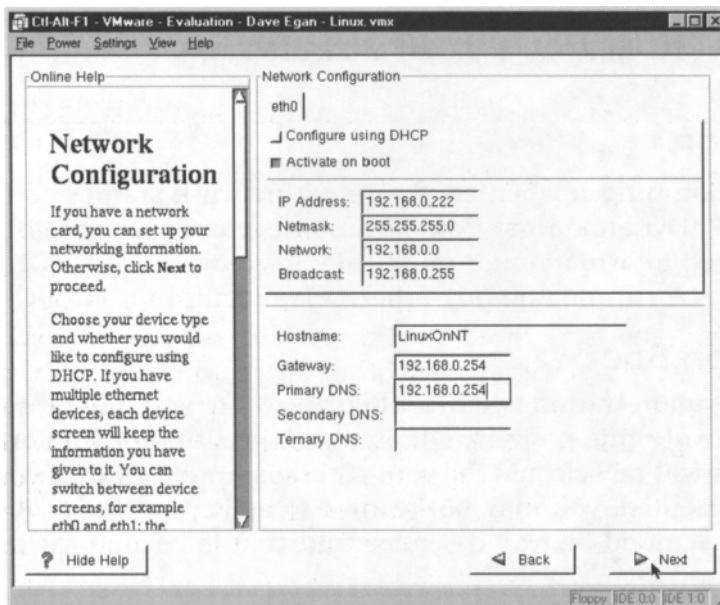 Ctl-Alt-F1 - VMware - Evaluation - Dave Egan - Linux.vmx
File Power Settings View Help
Online Help
Network
Configuration
If you have a network
card, you can set up your
networking information.
Otherwise, click Next to
proceed.
Choose your device type
and whether you would
like to configure using
DHCP. If you have
multiple ethernet
devices, each device
screen will keep the
information you have
given to it. You can
switch between device
screens, for example
eth0 and eth1; the
Network Configuration
eth0
Configure using DHCP
Activate on boot
IP Address: 192.168.0.222
Netmask: 255.255.255.0
Network: 192.168.0.0
Broadcast: 192.168.0.255
Hostname: LinuxOnNT
Gateway: 192.168.0.254
Primary DNS: 192.168.0.254
Secondary DNS:
Ternary DNS:
? Hide Help
Back
Next
Floppy IDE 0:0 IDE 1:0